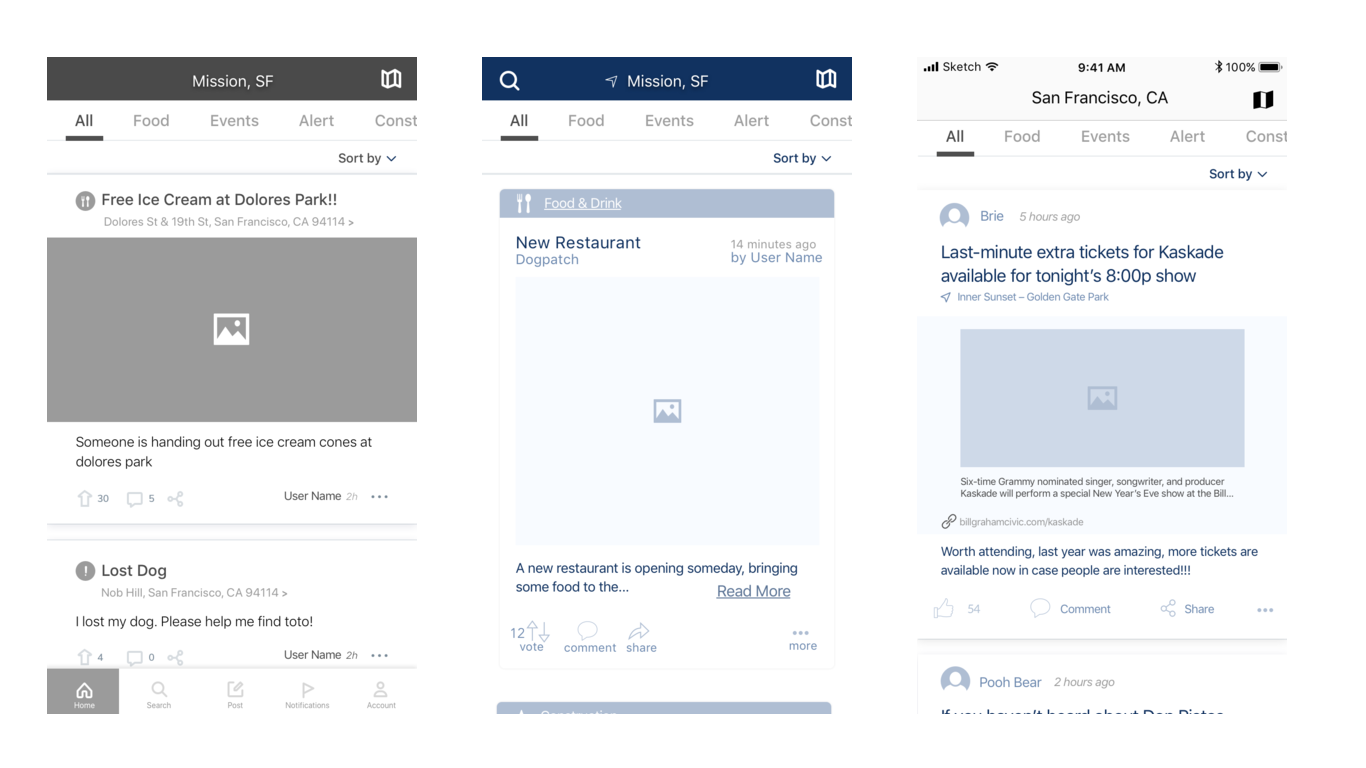 Mission, SF
All Food Events Alert Const
Sort by
Free Ice Cream at Dolores Park!!
Dolores St & 19th St, San Francisco, CA 94114 >
Someone is handing out free ice cream cones at
dolores park
30 5 User Name 2h
Lost Dog
Nob Hill, San Francisco, CA 94114 >
I lost my dog. Please help me find toto!
4 0 User Name 2h
Home Search Post Notifications Account
Mission, SF
All Food Events Alert Const
Sort by
Food & Drink
New Restaurant 14 minutes ago
Dogpatch by User Name
A new restaurant is opening someday, bringing
some food to the... Read More
12
vote comment share more
Construction
Sketch 9:41 AM 100%
San Francisco, CA
All Food Events Alert Const
Sort by
Brie 5 hours ago
Last-minute extra tickets for Kaskade
available for tonight's 8:00p show
Inner Sunset – Golden Gate Park
Six-time Grammy nominated singer, songwriter, and producer
Kaskade will perform a special New Year's Eve show at the Bill...
billgrahamcivic.com/kaskade
Worth attending, last year was amazing, more tickets are
available now in case people are interested!!!
54 Comment Share
Pooh Bear 2 hours ago
If you haven't heard about Don Pistos